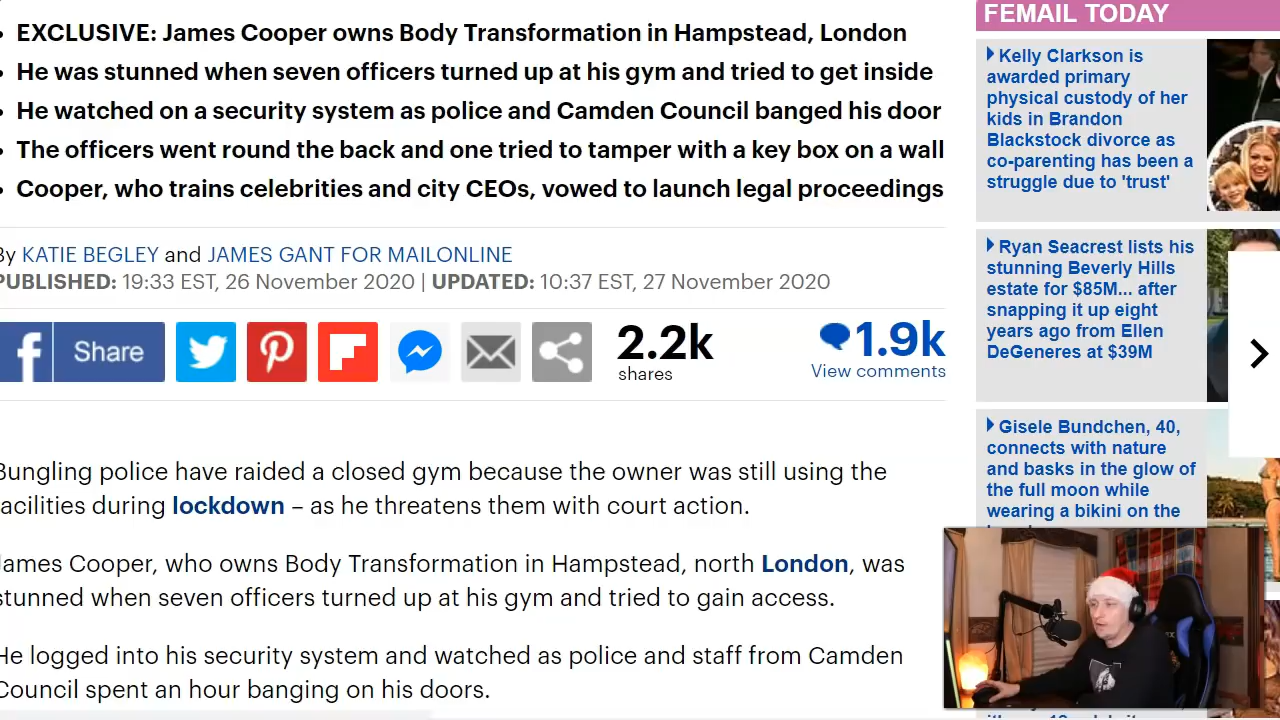 EXCLUSIVE: James Cooper owns Body Transformation in Hampstead, London
He was stunned when seven officers turned up at his gym and tried to get inside
He watched on a security system as police and Camden Council banged his door
The officers went round the back and one tried to tamper with a key box on a wall
Cooper, who trains celebrities and city CEOs, vowed to launch legal proceedings
By KATIE BEGLEY and JAMES GANT FOR MAILONLINE
PUBLISHED: 19:33 EST, 26 November 2020 | UPDATED: 10:37 EST, 27 November 2020
Share
2.2k
shares
1.9k
View comments
Bungling police have raided a closed gym because the owner was still using the
facilities during lockdown – as he threatens them with court action.
James Cooper, who owns Body Transformation in Hampstead, north London, was
stunned when seven officers turned up at his gym and tried to gain access.
He logged into his security system and watched as police and staff from Camden
Council spent an hour banging on his doors.
FEMAIL TODAY
Kelly Clarkson is
awarded primary
physical custody of her
kids in Brandon
Blackstock divorce as
co-parenting has been a
struggle due to 'trust'
Ryan Seacrest lists his
stunning Beverly Hills
estate for $85M... after
snapping it up eight
years ago from Ellen
DeGeneres at $39M
Gisele Bundchen, 40,
connects with nature
and basks in the glow of
the full moon while
wearing a bikini on the